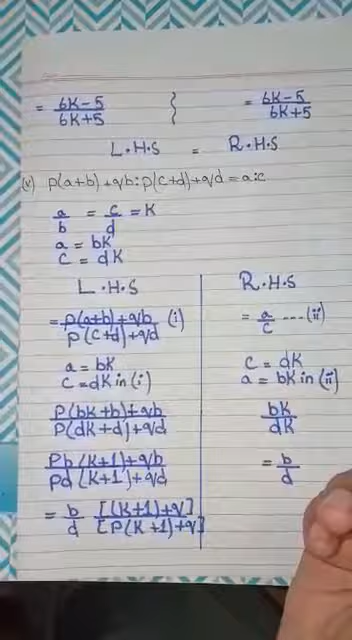 = 6K-5 / 6K+5 = 6K-5 / 6K+5
L.H.S = R.H.S
(v) p(a+b)+qb:p(c+d)+qd=a:c
a/b = c/d = K
a = bK
C = dK
L.H.S
= p(a+b)+qb / p(c+d)+qd (i)
a = bK
C = dK in (i)
P(bK+b)+qb / P(dK+d)+qd
Pb(K+1)+qb / pd(K+1)+qd
= b/d [(K+1)+q] / [P(K+1)+q]
R.H.S
= a/c ---(ii)
C = dK
a = bK in (ii)
bK / dK
= b/d